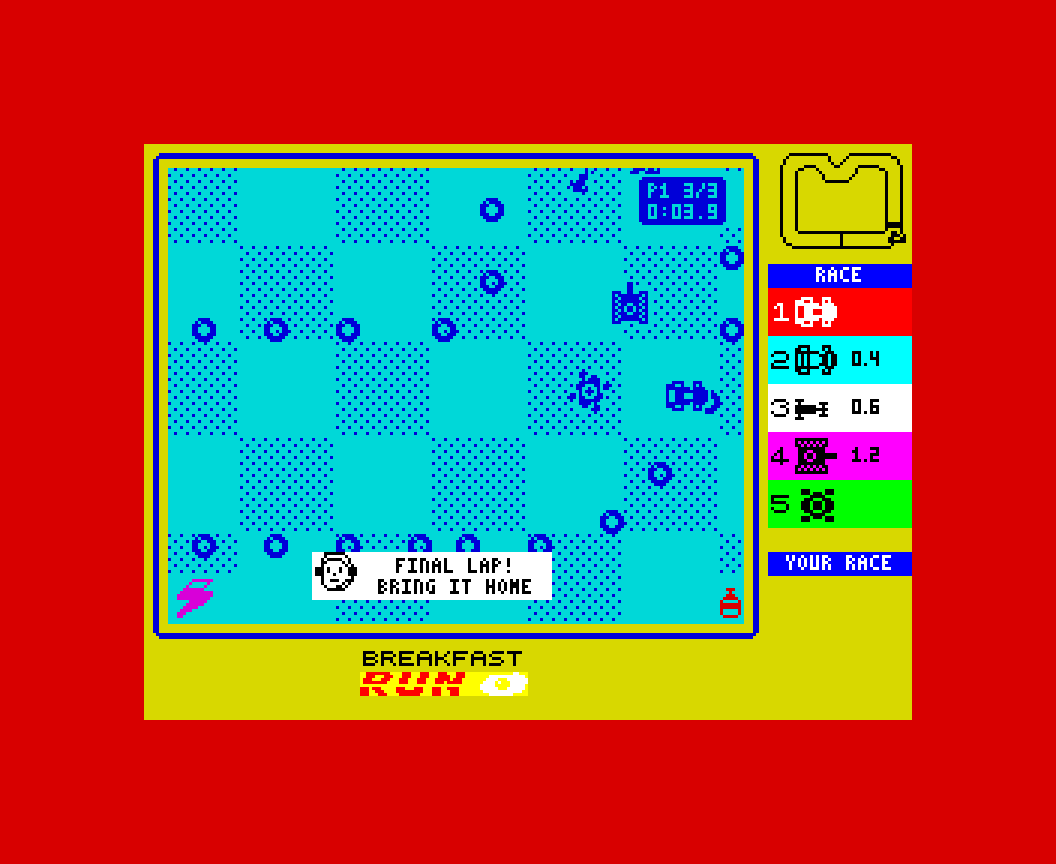 P1 3/3
0:03.9
RACE
1
2 0.4
3 0.6
4 1.2
5
YOUR RACE
FINAL LAP!
BRING IT HOME
BREAKFAST
RUN